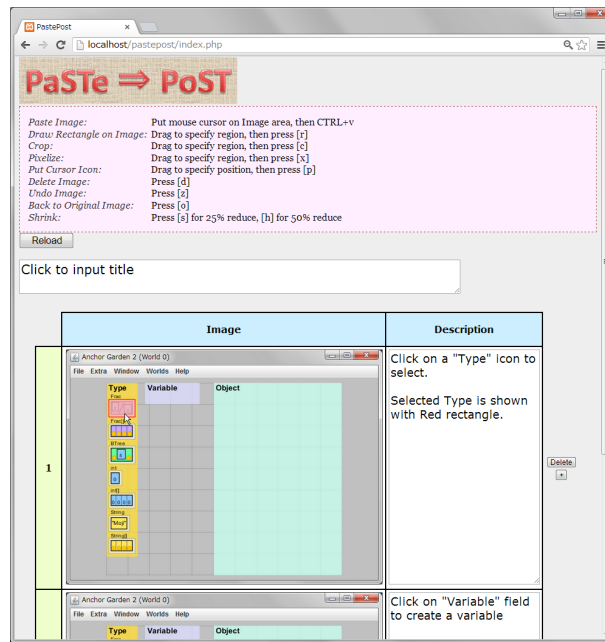 PastePost
localhost/pastepost/index.php
PaSTe ⇒ PoST
Paste Image: Put mouse cursor on Image area, then CTRL+v
Draw Rectangle on Image: Drag to specify region, then press [r]
Crop: Drag to specify region, then press [c]
Pixelize: Drag to specify region, then press [x]
Put Cursor Icon: Drag to specify position, then press [p]
Delete Image: Press [d]
Undo Image: Press [z]
Back to Original Image: Press [o]
Shrink: Press [s] for 25% reduce, [h] for 50% reduce
Reload
Click to input title
Image Description
1
Anchor Garden 2 (World 0)
File Extra Window Worlds Help
Type Variable Object
Frac
Frac[]
BTree
int
0
int[]
0 0 0 0
String
"Moji"
String[]
Click on a "Type" icon to
select.
Selected Type is shown
with Red rectangle.
Delete
+
Anchor Garden 2 (World 0)
File Extra Window Worlds Help
Type Variable Object
Click on "Variable" field
to create a variable